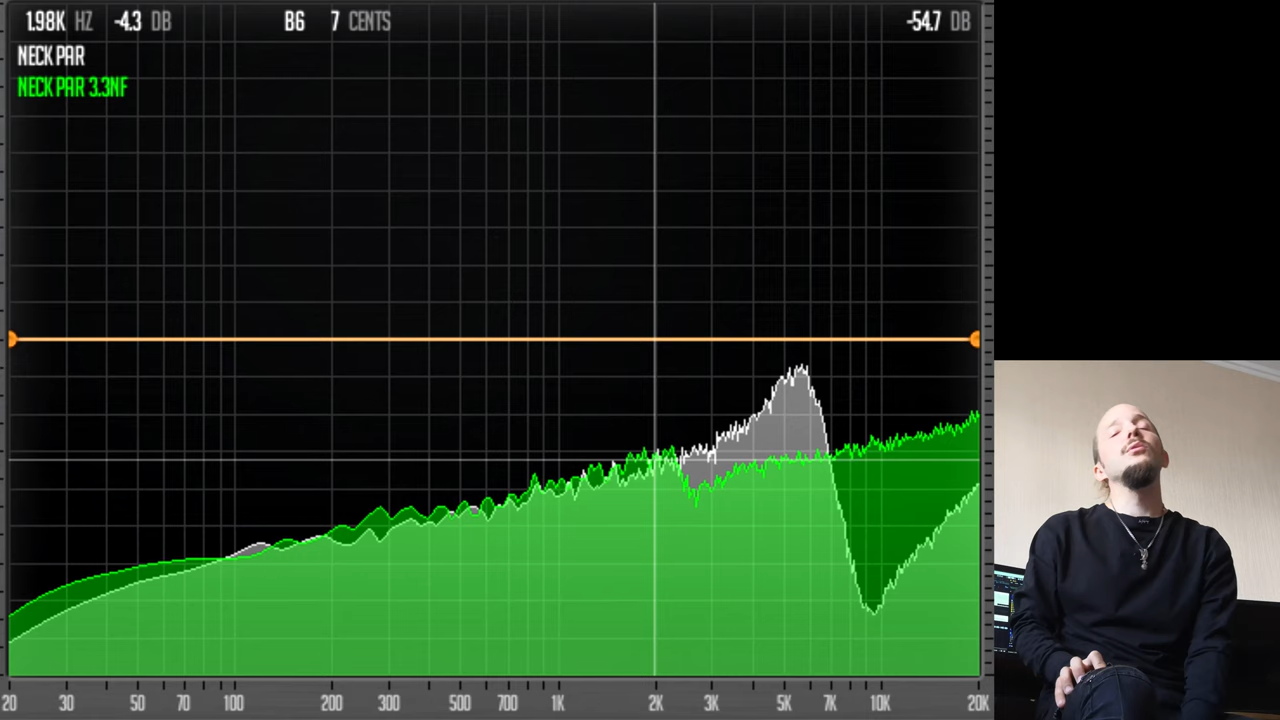 1.98K HZ -4.3 DB B6 7 CENTS -54.7 DB
NECK PAR
NECK PAR 3.3NF
20 30 50 70 100 200 300 500 700 1K 2K 3K 5K 7K 10K 20K